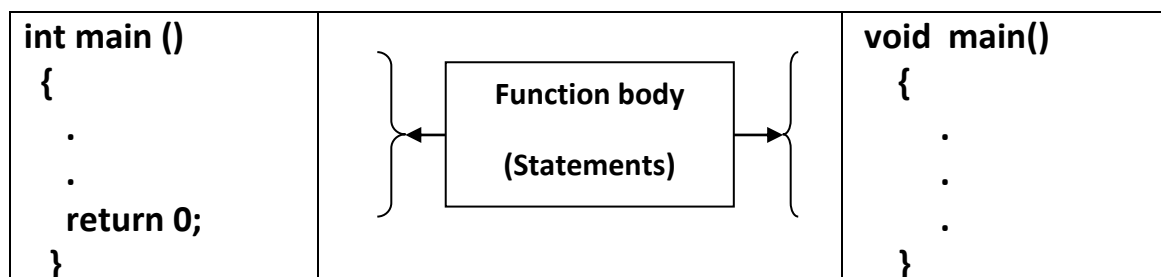 int main ()
{
.
.
return 0;
}
Function body
(Statements)
void main()
{
.
.
.
}